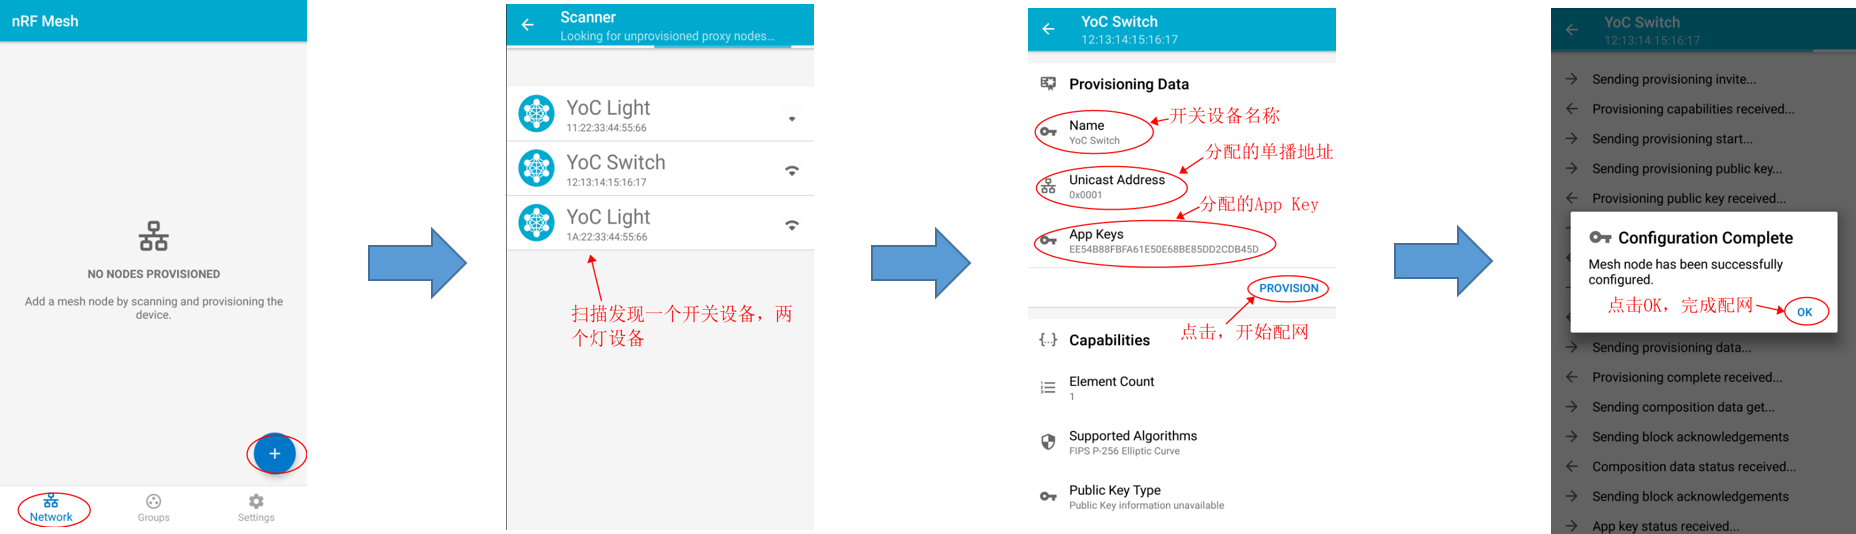 nRF Mesh
NO NODES PROVISIONED
Add a mesh node by scanning and provisioning the
device.
+
Network
Groups
Settings
Scanner
Looking for unprovisioned proxy nodes...
YoC Light
11:22:33:44:55:66
YoC Switch
12:13:14:15:16:17
YoC Light
1A:22:33:44:55:66
扫描发现一个开关设备，两
个灯设备
YoC Switch
12:13:14:15:16:17
Provisioning Data
开关设备名称
Name
YoC Switch
分配的单播地址
Unicast Address
0x0001
分配的App Key
App Keys
EE54B88FBFA61E50E68BE85DD2CDB45D
PROVISION
点击，开始配网
{..}
Capabilities
Element Count
1
Supported Algorithms
FIPS P-256 Elliptic Curve
Public Key Type
Public Key information unavailable
YoC Switch
12:13:14:15:16:17
Sending provisioning invite...
Provisioning capabilities received...
Sending provisioning start...
Sending provisioning public key...
Provisioning public key received...
Configuration Complete
Mesh node has been successfully
configured.
点击OK，完成配网
OK
Sending provisioning data...
Provisioning complete received...
Sending composition data get...
Sending block acknowledgements
Composition data status received...
Sending block acknowledgements
App key status received...